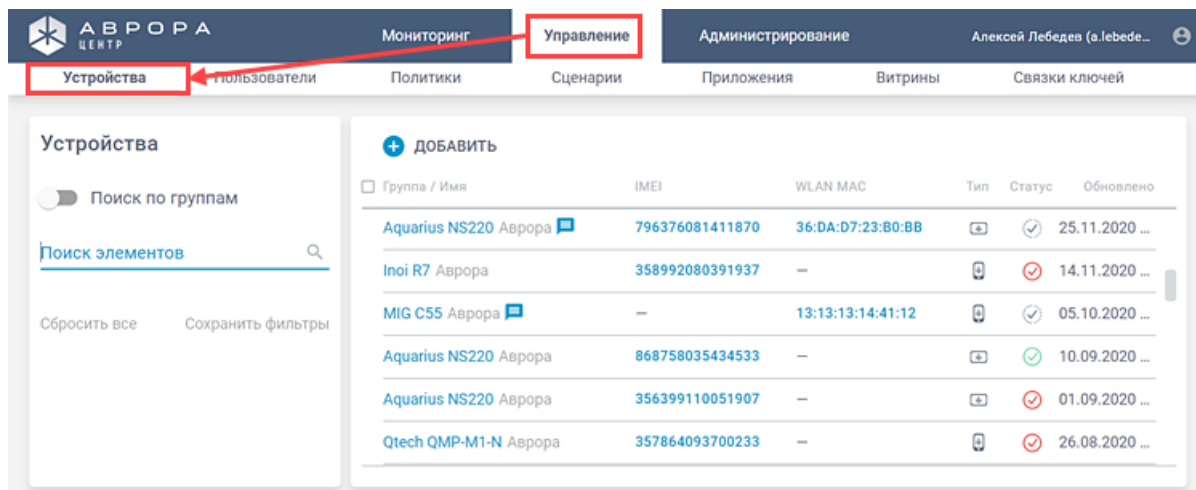 АВРОРА
ЦЕНТР
Мониторинг Управление Администрирование Алексей Лебедев (a.lebede...
Устройства Пользователи Политики Сценарии Приложения Витрины Связки ключей
Устройства
Поиск по группам
Поиск элементов
Сбросить все Сохранить фильтры
ДОБАВИТЬ
Группа / Имя IMEI WLAN MAC Тип Статус Обновлено
Aquarius NS220 Аврора 796376081411870 36:DA:D7:23:B0:BB 25.11.2020 ...
Inoi R7 Аврора 358992080391937 — 14.11.2020 ...
MIG C55 Аврора — 13:13:13:14:41:12 05.10.2020 ...
Aquarius NS220 Аврора 868758035434533 — 10.09.2020 ...
Aquarius NS220 Аврора 356399110051907 — 01.09.2020 ...
Qtech QMP-M1-N Аврора 357864093700233 — 26.08.2020 ...